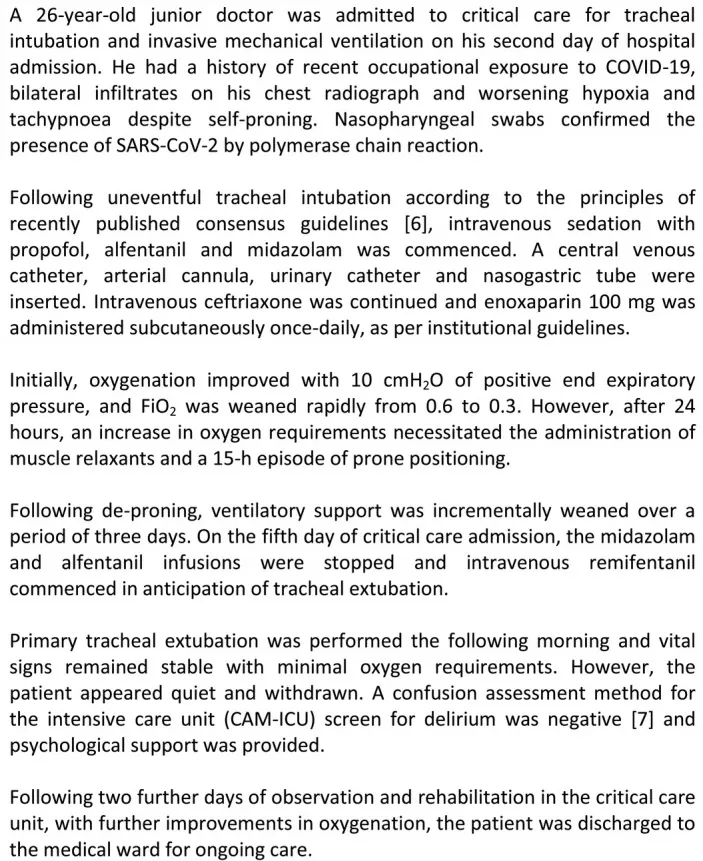 A 26-year-old junior doctor was admitted to critical care for tracheal
intubation and invasive mechanical ventilation on his second day of hospital
admission. He had a history of recent occupational exposure to COVID-19,
bilateral infiltrates on his chest radiograph and worsening hypoxia and
tachypnoea despite self-proning. Nasopharyngeal swabs confirmed the
presence of SARS-CoV-2 by polymerase chain reaction.

Following uneventful tracheal intubation according to the principles of
recently published consensus guidelines [6], intravenous sedation with
propofol, alfentanil and midazolam was commenced. A central venous
catheter, arterial cannula, urinary catheter and nasogastric tube were
inserted. Intravenous ceftriaxone was continued and enoxaparin 100 mg was
administered subcutaneously once-daily, as per institutional guidelines.

Initially, oxygenation improved with 10 cmH₂O of positive end expiratory
pressure, and FiO₂ was weaned rapidly from 0.6 to 0.3. However, after 24
hours, an increase in oxygen requirements necessitated the administration of
muscle relaxants and a 15-h episode of prone positioning.

Following de-proning, ventilatory support was incrementally weaned over a
period of three days. On the fifth day of critical care admission, the midazolam
and alfentanil infusions were stopped and intravenous remifentanil
commenced in anticipation of tracheal extubation.

Primary tracheal extubation was performed the following morning and vital
signs remained stable with minimal oxygen requirements. However, the
patient appeared quiet and withdrawn. A confusion assessment method for
the intensive care unit (CAM-ICU) screen for delirium was negative [7] and
psychological support was provided.

Following two further days of observation and rehabilitation in the critical care
unit, with further improvements in oxygenation, the patient was discharged to
the medical ward for ongoing care.